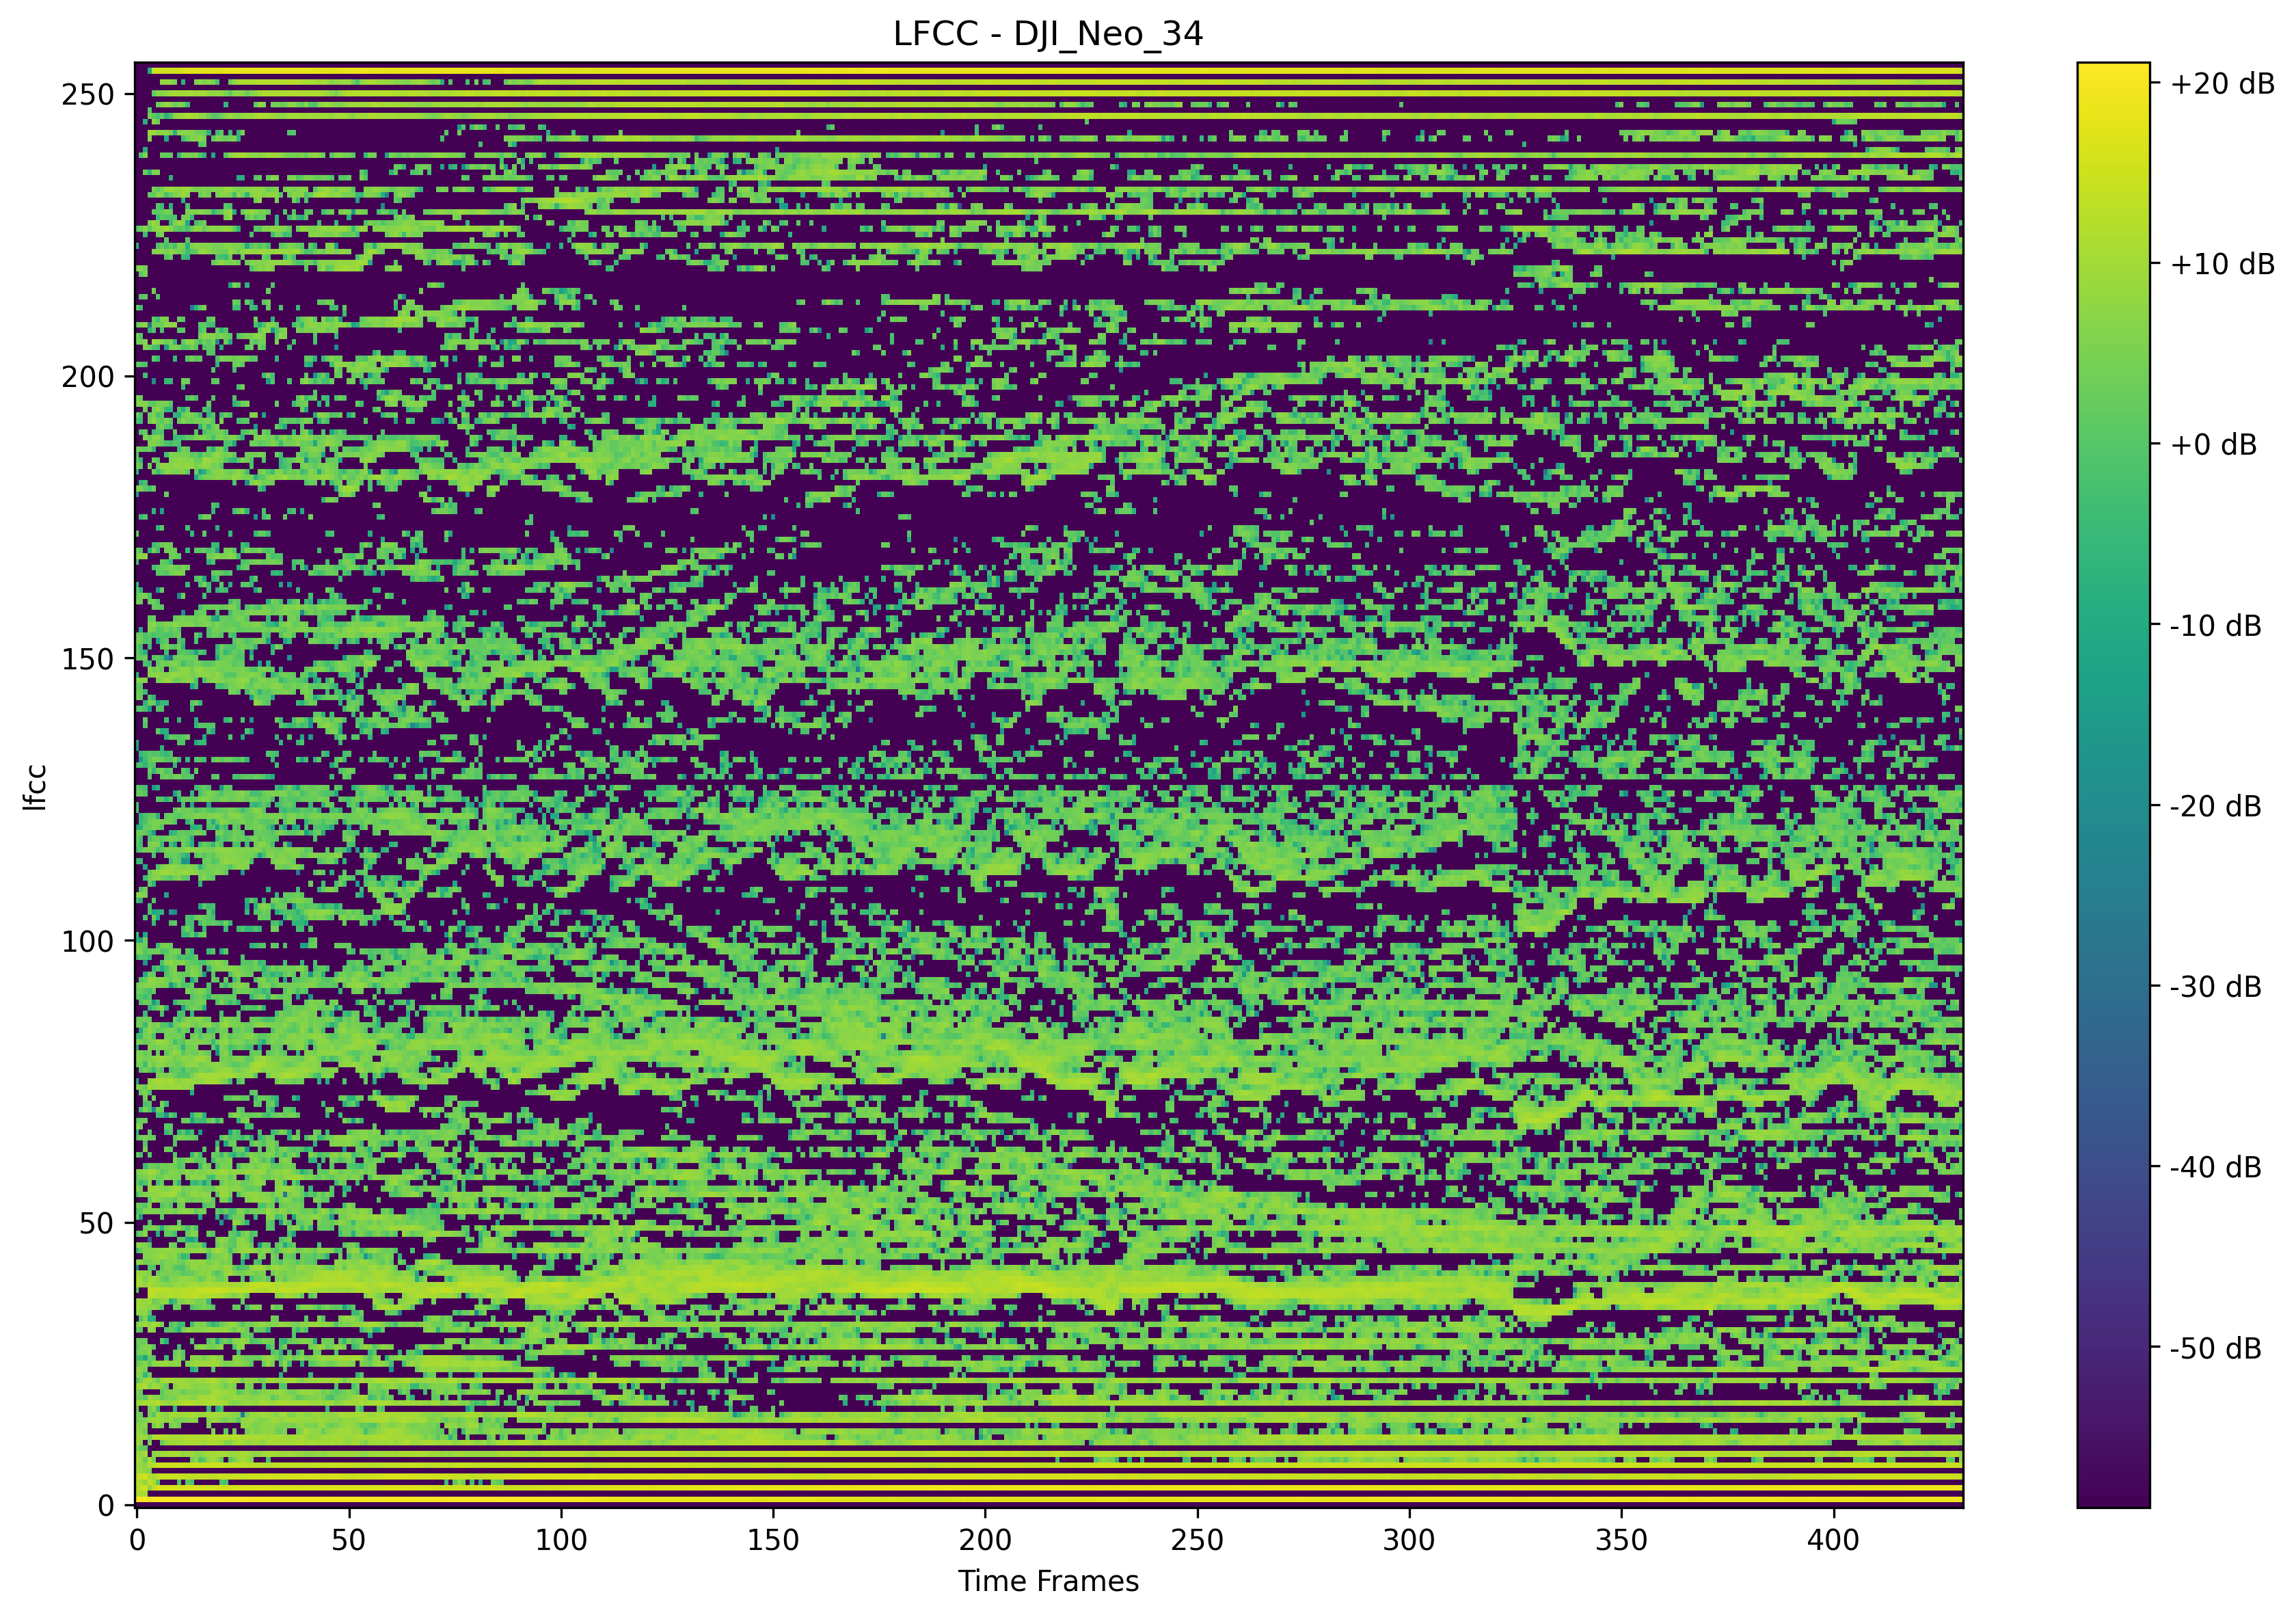 LFCC - DJI_Neo_34
250
200
150
100
50
0
lfcc
0 50 100 150 200 250 300 350 400
Time Frames
+20 dB
+10 dB
+0 dB
-10 dB
-20 dB
-30 dB
-40 dB
-50 dB